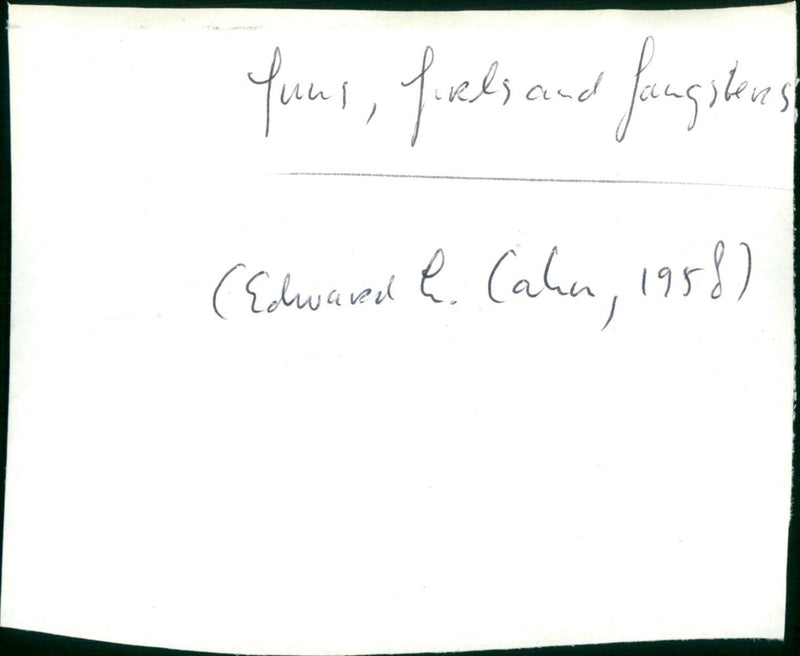 Guns, Girls and Gangsters
(Edward L. Cahn, 1958)